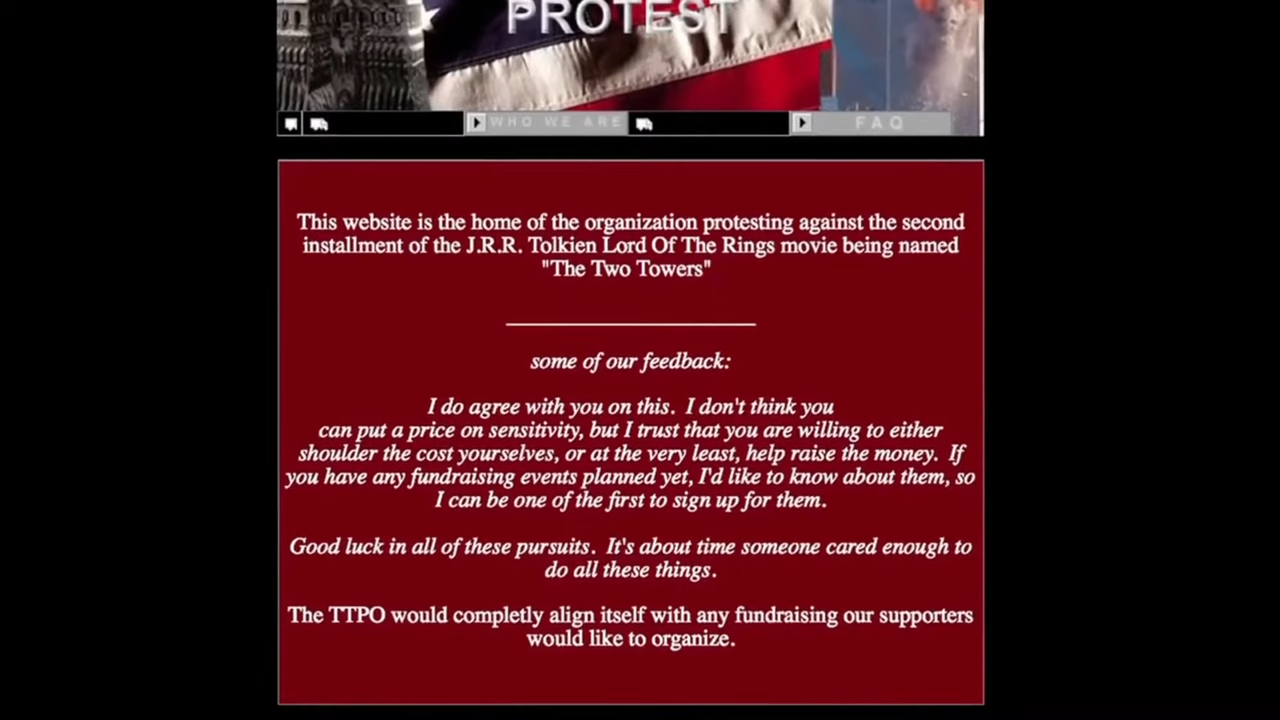 PROTEST
WHO WE ARE
FAQ
This website is the home of the organization protesting against the second
installment of the J.R.R. Tolkien Lord Of The Rings movie being named
"The Two Towers"
some of our feedback:
I do agree with you on this. I don't think you
can put a price on sensitivity, but I trust that you are willing to either
shoulder the cost yourselves, or at the very least, help raise the money. If
you have any fundraising events planned yet, I'd like to know about them, so
I can be one of the first to sign up for them.
Good luck in all of these pursuits. It's about time someone cared enough to
do all these things.
The TTPO would completly align itself with any fundraising our supporters
would like to organize.